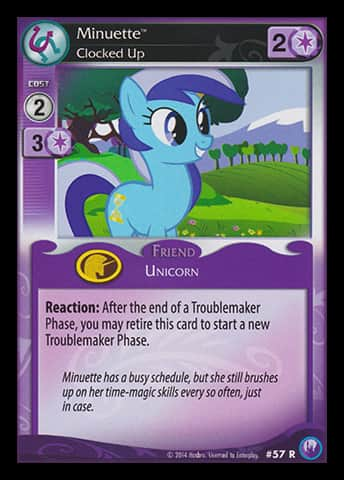 Minuette™
Clocked Up
2
COST
2
3
FRIEND
UNICORN
Reaction: After the end of a Troublemaker
Phase, you may retire this card to start a new
Troublemaker Phase.
Minuette has a busy schedule, but she still brushes
up on her time-magic skills every so often, just
in case.
© 2014 Hasbro. Licensed to Enterplay.
#57 R